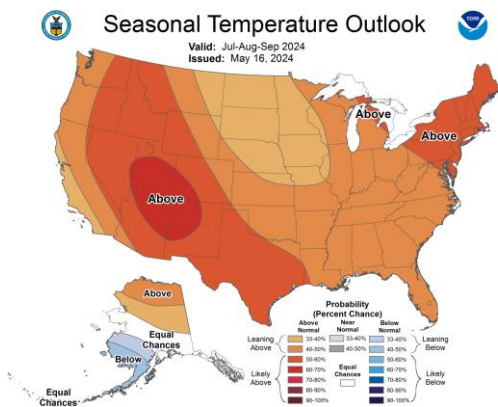 Seasonal Temperature Outlook
Valid: Jul-Aug-Sep 2024
Issued: May 16, 2024
NOAA
Above
Above
Above
Above
Equal
Chances
Below
Equal
Chances
Probability
(Percent Chance)
Above
Normal
Near
Normal
Below
Normal
Leaning
Above
33-40%
40-50%
33-40%
40-50%
33-40%
40-50%
Leaning
Below
Likely
Above
50-60%
60-70%
70-80%
80-90%
90-100%
Equal
Chances
50-60%
60-70%
70-80%
80-90%
90-100%
Likely
Below